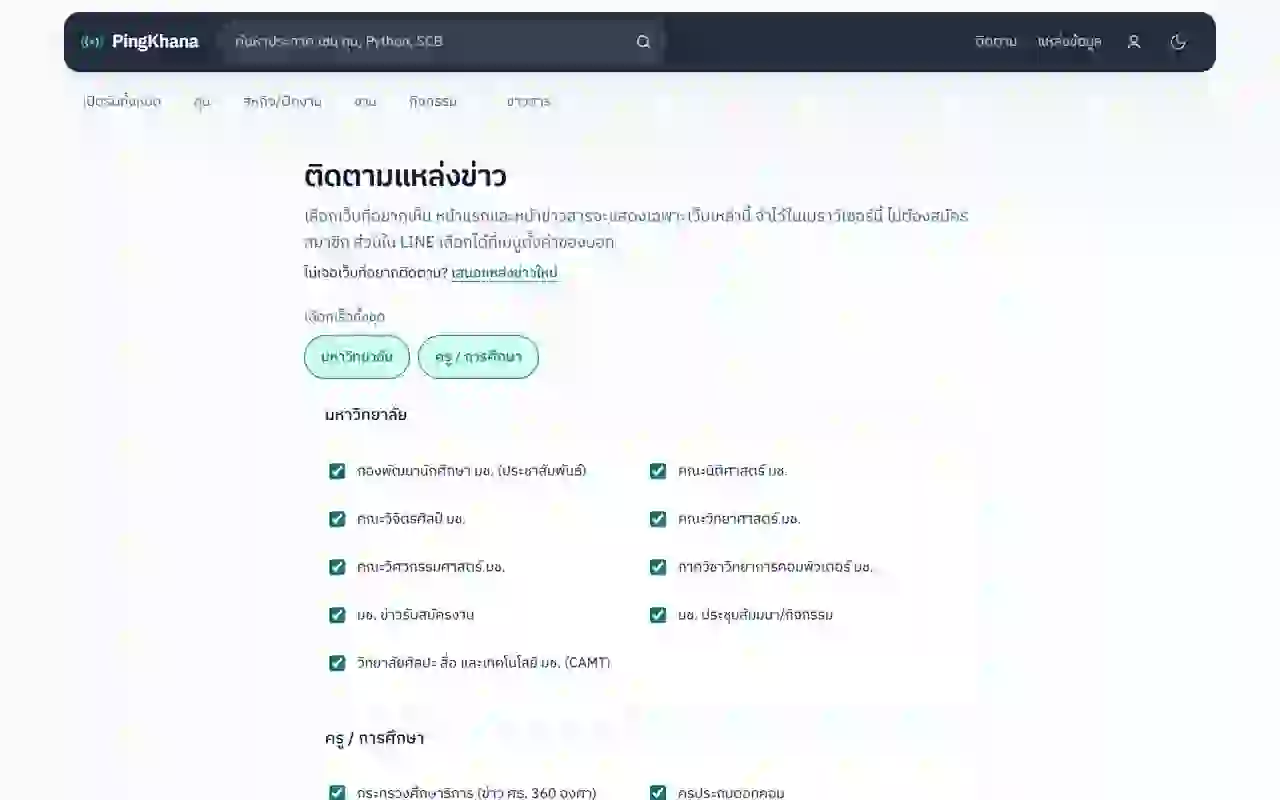 PingKhana
ค้นหาประกาศ เช่น ทุน, Python, SCB
ติดตาม
แหล่งข้อมูล
เปิดรับทั้งหมด
ทุน
สหกิจ/ฝึกงาน
งาน
กิจกรรม
ข่าวสาร
ติดตามแหล่งข่าว
เลือกเว็บที่อยากเห็น หน้าแรกและหน้าข่าวสารจะแสดงเฉพาะเว็บเหล่านี้ จำไว้ในเบราว์เซอร์นี้ ไม่ต้องสมัคร
สมาชิก ส่วนใน LINE เลือกได้ที่เมนูตั้งค่าของบอท
ไม่เจอเว็บที่อยากติดตาม? เสนอแหล่งข่าวใหม่
เลือกเร็วทั้งชุด
มหาวิทยาลัย
ครู / การศึกษา
มหาวิทยาลัย
กองพัฒนานักศึกษา มช. (ประชาสัมพันธ์)
คณะนิติศาสตร์ มช.
คณะวิจิตรศิลป์ มช.
คณะวิทยาศาสตร์ มช.
คณะวิศวกรรมศาสตร์ มช.
ภาควิชาวิทยาการคอมพิวเตอร์ มช.
มช. ข่าวรับสมัครงาน
มช. ประชุมสัมมนา/กิจกรรม
วิทยาลัยศิลปะ สื่อ และเทคโนโลยี มช. (CAMT)
ครู / การศึกษา
กระทรวงศึกษาธิการ (ข่าว ศธ. 360 องศา)
ครูประถมดอทคอม